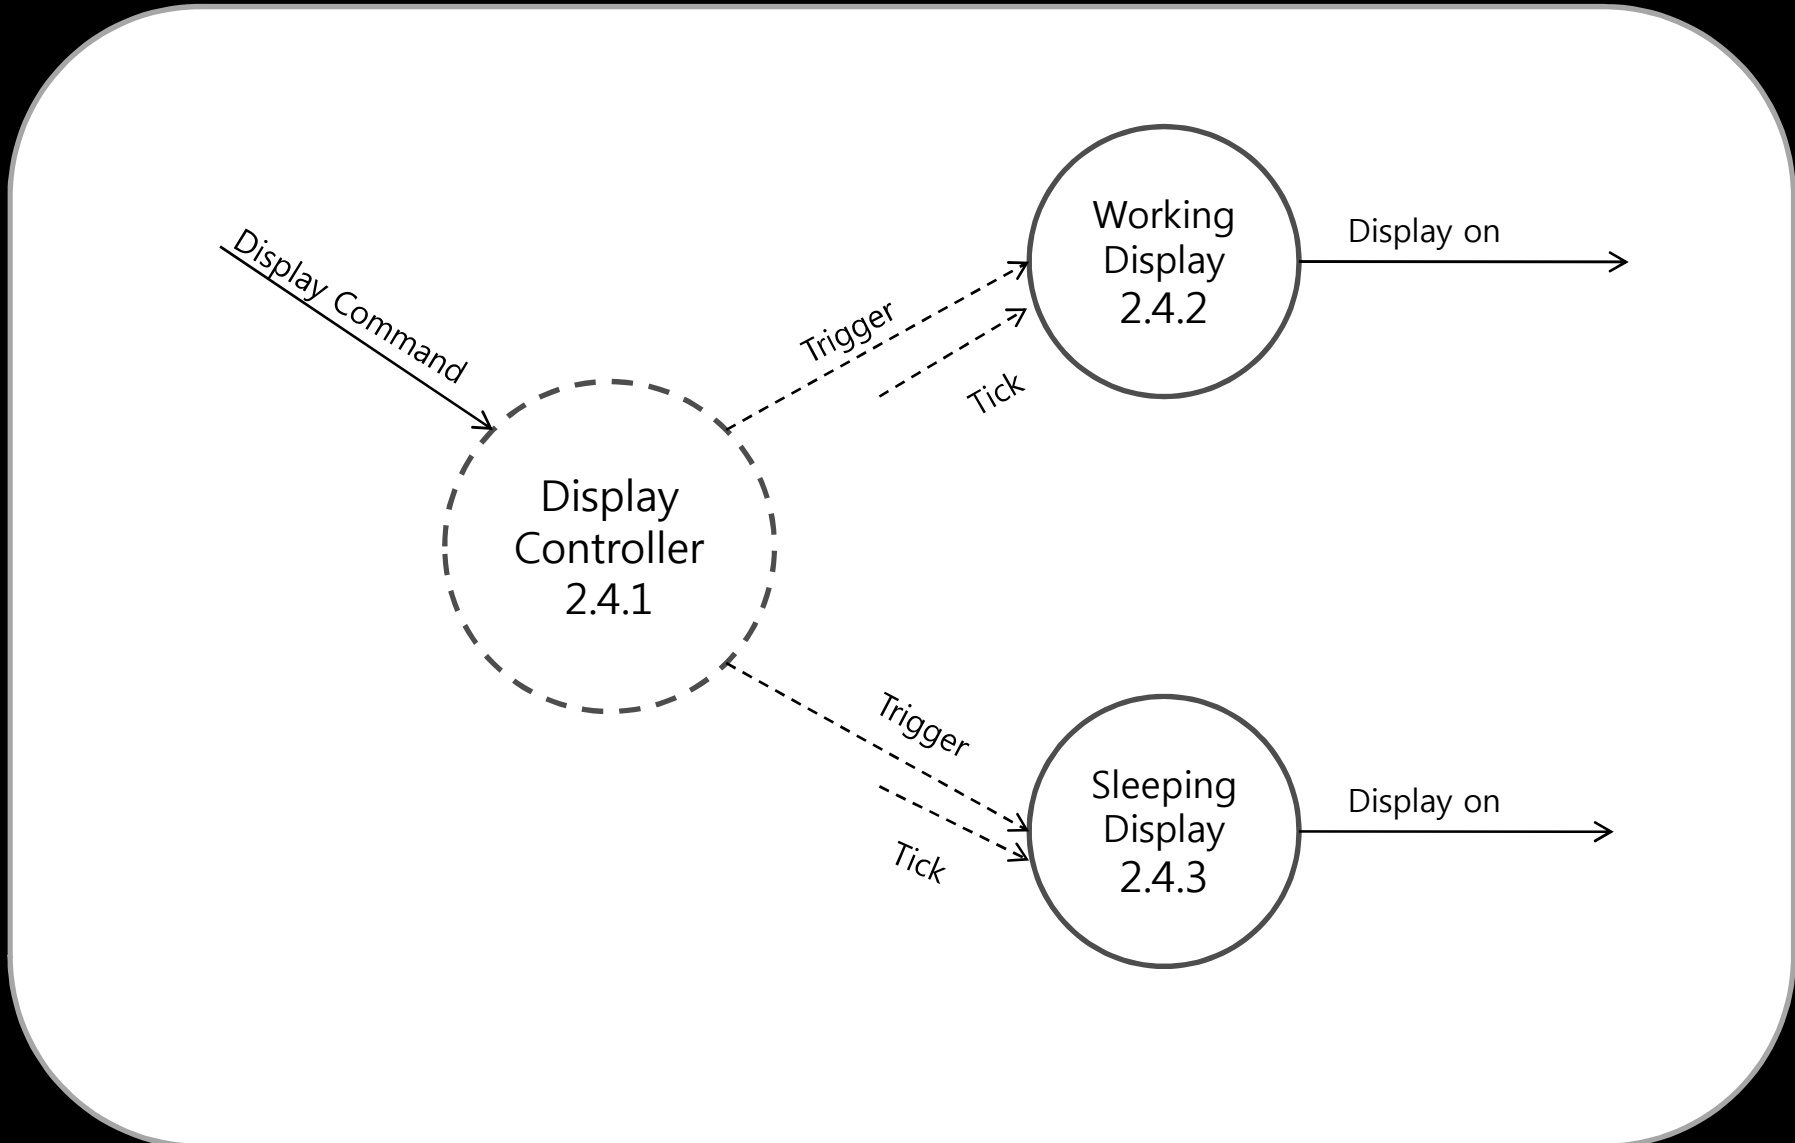 Display Command
Trigger
Tick
Working
Display
2.4.2
Display on
Display
Controller
2.4.1
Trigger
Tick
Sleeping
Display
2.4.3
Display on